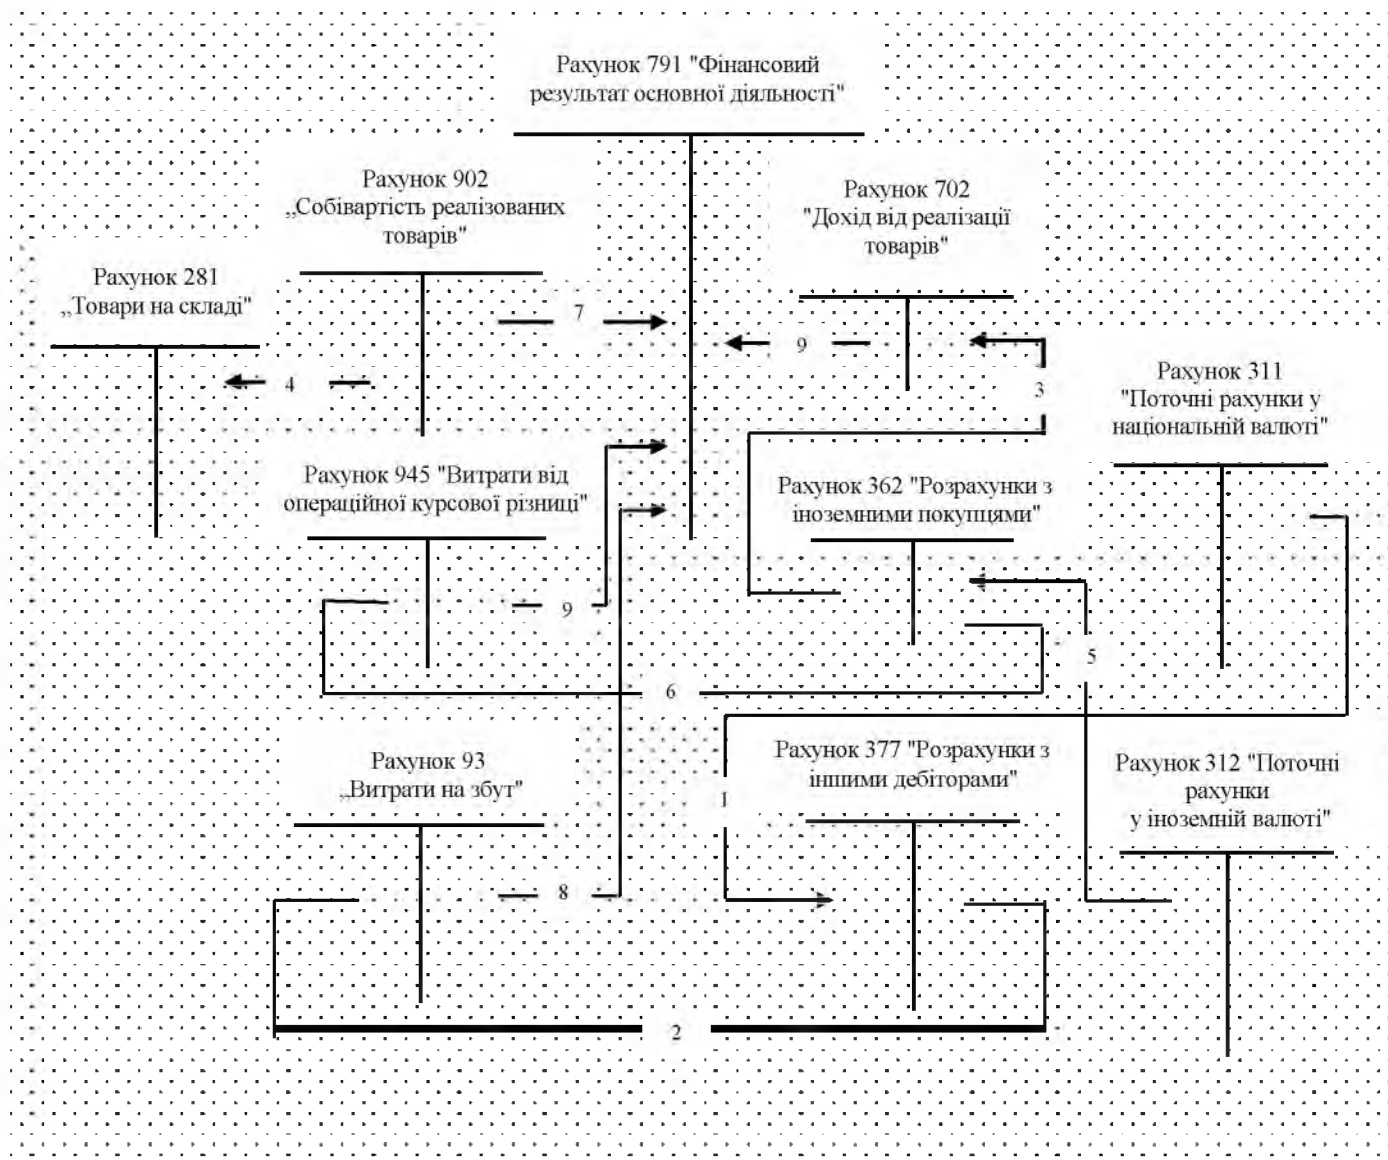 Рахунок 791 "Фінансовий
результат основної діяльності"
Рахунок 902
„Собівартість реалізованих
товарів"
Рахунок 702
"Дохід від реалізації
товарів"
Рахунок 281
„Товари на складі"
7
9
4
3
Рахунок 311
"Поточні рахунки у
національній валюті"
Рахунок 945 "Витрати від
операційної курсової різниці"
Рахунок 362 "Розрахунки з
іноземними покупцями"
9
5
6
Рахунок 93
„Витрати на збут"
Рахунок 377 "Розрахунки з
іншими дебіторами"
Рахунок 312 "Поточні
рахунки
у іноземній валюті"
1
8
2